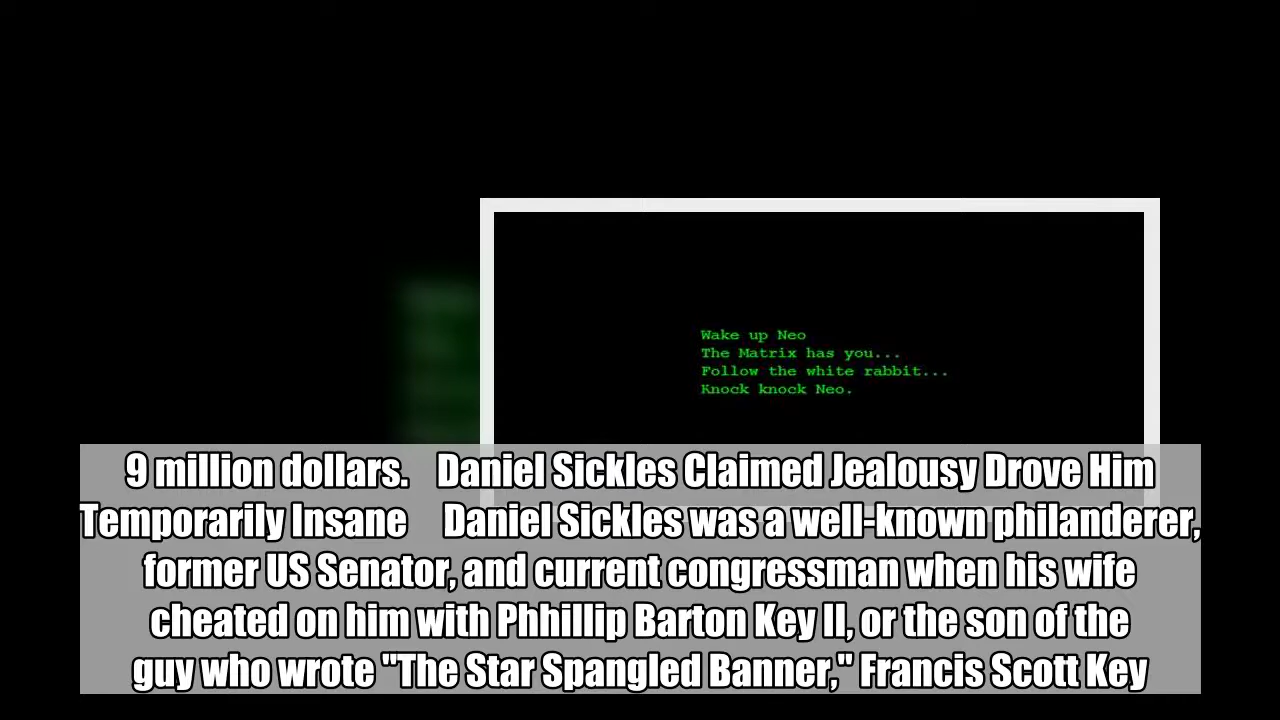 Wake up Neo
The Matrix has you...
Follow the white rabbit...
Knock knock Neo.
9 million dollars. Daniel Sickles Claimed Jealousy Drove Him
Temporarily Insane Daniel Sickles was a well-known philanderer,
former US Senator, and current congressman when his wife
cheated on him with Phhillip Barton Key II, or the son of the
guy who wrote "The Star Spangled Banner," Francis Scott Key